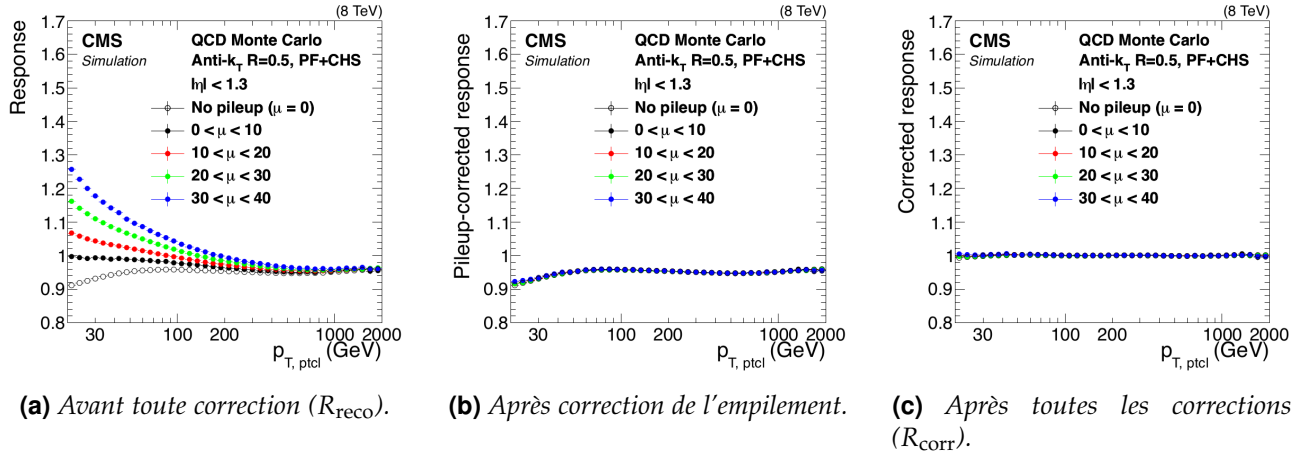 (8 TeV)
Response
1.7
1.6
1.5
1.4
1.3
1.2
1.1
1
0.9
0.8
CMS
Simulation
QCD Monte Carlo
Anti-k_T R=0.5, PF+CHS
|η| < 1.3
No pileup (μ = 0)
0 < μ < 10
10 < μ < 20
20 < μ < 30
30 < μ < 40
30 100 200 1000 2000
p_T, ptcl (GeV)
(a) Avant toute correction (R_reco).
(8 TeV)
Pileup-corrected response
1.7
1.6
1.5
1.4
1.3
1.2
1.1
1
0.9
0.8
CMS
Simulation
QCD Monte Carlo
Anti-k_T R=0.5, PF+CHS
|η| < 1.3
No pileup (μ = 0)
0 < μ < 10
10 < μ < 20
20 < μ < 30
30 < μ < 40
30 100 200 1000 2000
p_T, ptcl (GeV)
(b) Après correction de l'empilement.
(8 TeV)
Corrected response
1.7
1.6
1.5
1.4
1.3
1.2
1.1
1
0.9
0.8
CMS
Simulation
QCD Monte Carlo
Anti-k_T R=0.5, PF+CHS
|η| < 1.3
No pileup (μ = 0)
0 < μ < 10
10 < μ < 20
20 < μ < 30
30 < μ < 40
30 100 200 1000 2000
p_T, ptcl (GeV)
(c) Après toutes les corrections
(R_corr).